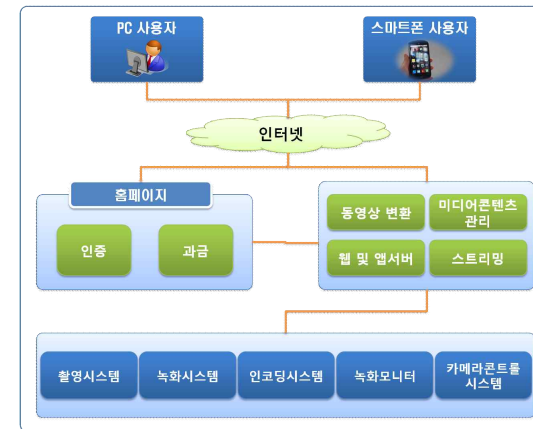 PC 사용자
스마트폰 사용자
인터넷
홈페이지
인증
과금
동영상 변환
미디어콘텐츠
관리
웹 및 앱서버
스트리밍
촬영시스템
녹화시스템
인코딩시스템
녹화모니터
카메라콘트롤
시스템